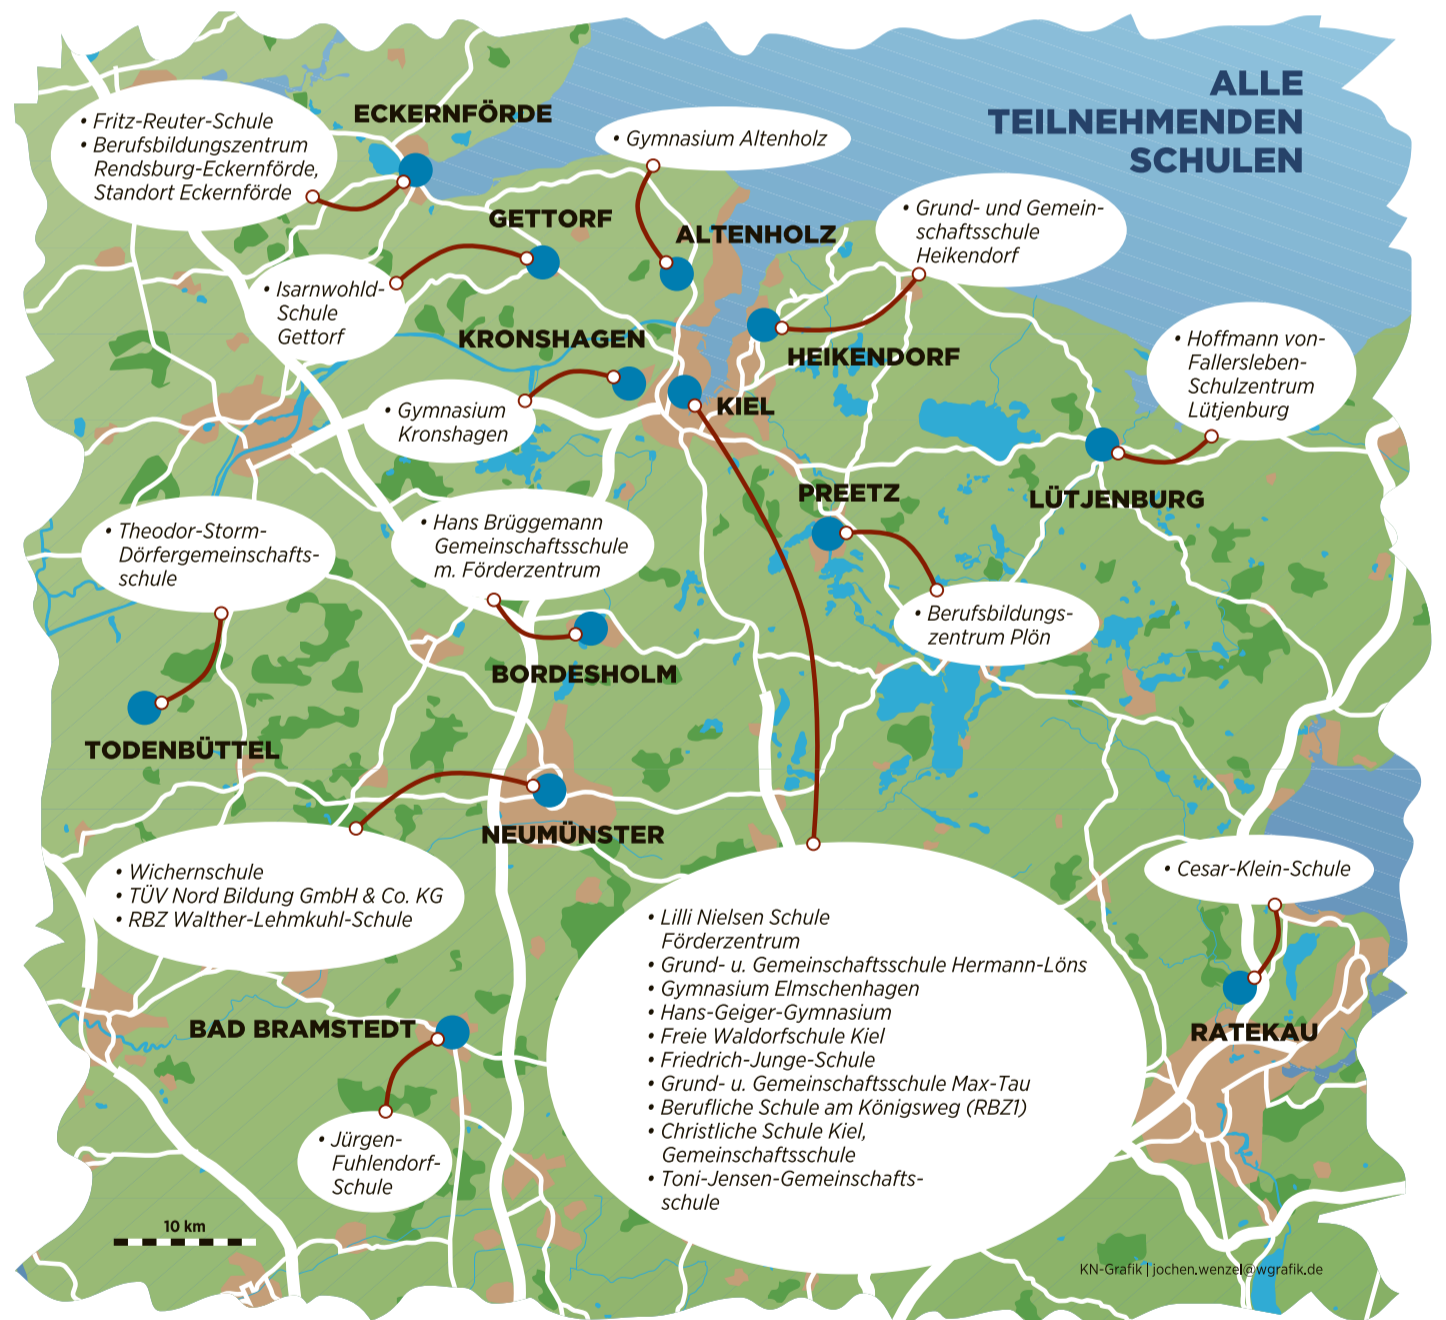 ALLE
TEILNEHMENDEN
SCHULEN
ECKERNFÖRDE
• Fritz-Reuter-Schule
• Berufsbildungszentrum
Rendsburg-Eckernförde,
Standort Eckernförde
• Gymnasium Altenholz
GETTORF
ALTENHOLZ
• Grund- und Gemein-
schaftsschule
Heikendorf
• Isarnwohld-
Schule
Gettorf
KRONSHAGEN
HEIKENDORF
• Hoffmann von-
Fallersleben-
Schulzentrum
Lütjenburg
• Gymnasium
Kronshagen
KIEL
PREETZ
LÜTJENBURG
• Theodor-Storm-
Dörfergemeinschafts-
schule
• Hans Brüggemann
Gemeinschaftsschule
m. Förderzentrum
• Berufsbildungs-
zentrum Plön
BORDESHOLM
TODENBÜTTEL
NEUMÜNSTER
• Wichernschule
• TÜV Nord Bildung GmbH & Co. KG
• RBZ Walther-Lehmkuhl-Schule
• Cesar-Klein-Schule
• Lilli Nielsen Schule
Förderzentrum
• Grund- u. Gemeinschaftsschule Hermann-Löns
• Gymnasium Elmschenhagen
• Hans-Geiger-Gymnasium
• Freie Waldorfschule Kiel
• Friedrich-Junge-Schule
• Grund- u. Gemeinschaftsschule Max-Tau
• Berufliche Schule am Königsweg (RBZ1)
• Christliche Schule Kiel,
Gemeinschaftsschule
• Toni-Jensen-Gemeinschafts-
schule
BAD BRAMSTEDT
RATEKAU
• Jürgen-
Fuhlendorf-
Schule
10 km
KN-Grafik | jochen.wenzel@wgrafik.de